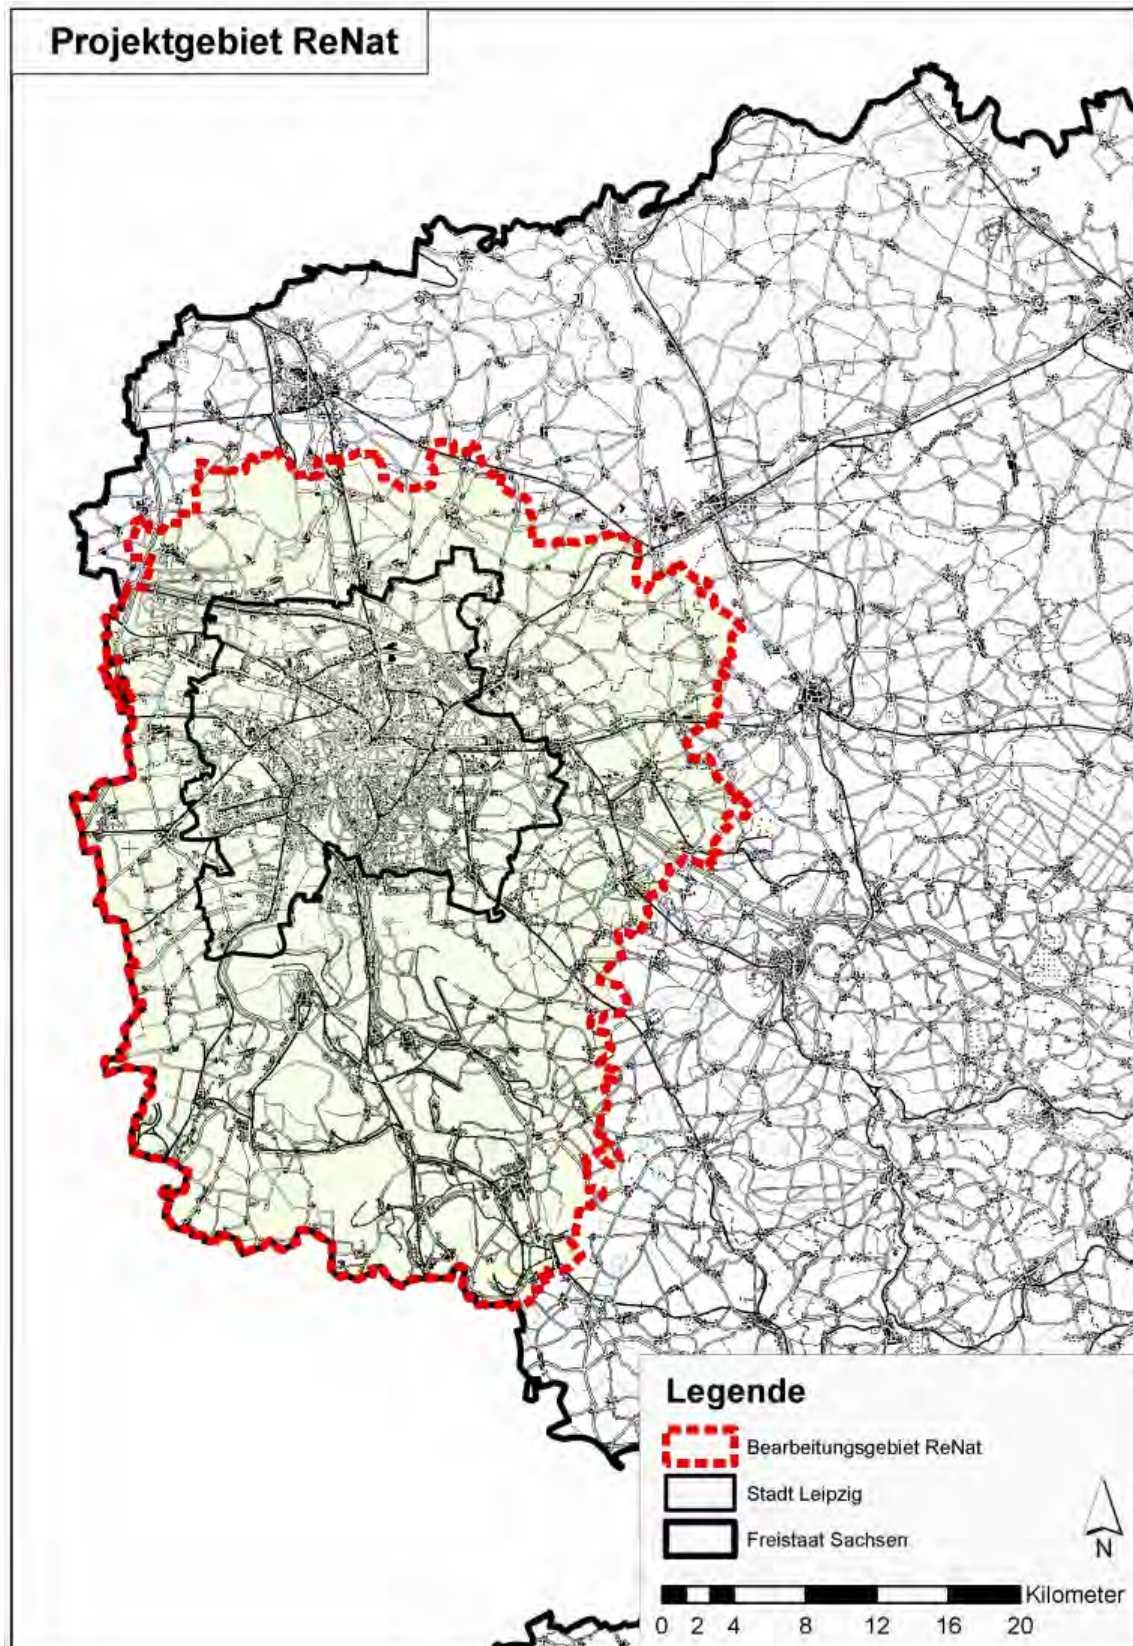 Projektgebiet ReNat
Legende
Bearbeitungsgebiet ReNat
Stadt Leipzig
Freistaat Sachsen
N
Kilometer
0 2 4 8 12 16 20